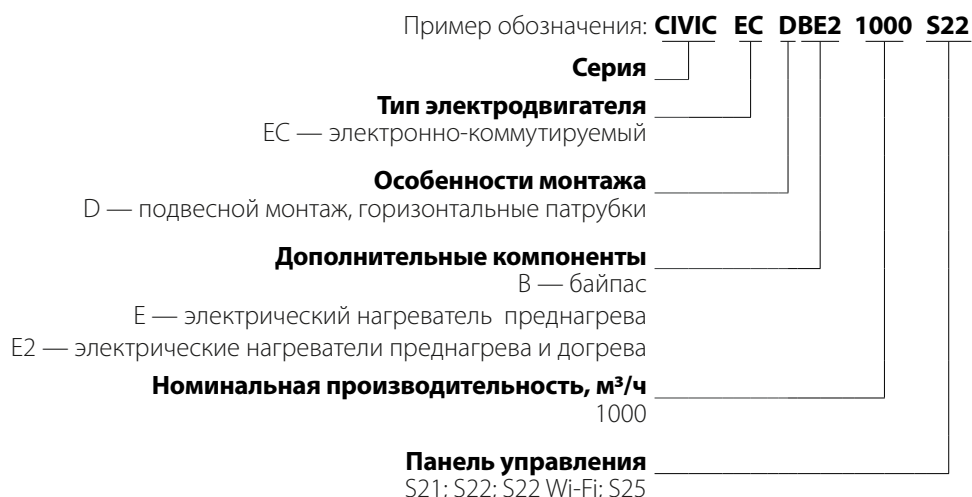 Пример обозначения: CIVIC EC DBE2 1000 S22
Серия
Тип электродвигателя
EC — электронно-коммутируемый
Особенности монтажа
D — подвесной монтаж, горизонтальные патрубки
Дополнительные компоненты
B — байпас
E — электрический нагреватель преднагрева
E2 — электрические нагреватели преднагрева и догрева
Номинальная производительность, м³/ч
1000
Панель управления
S21; S22; S22 Wi-Fi; S25